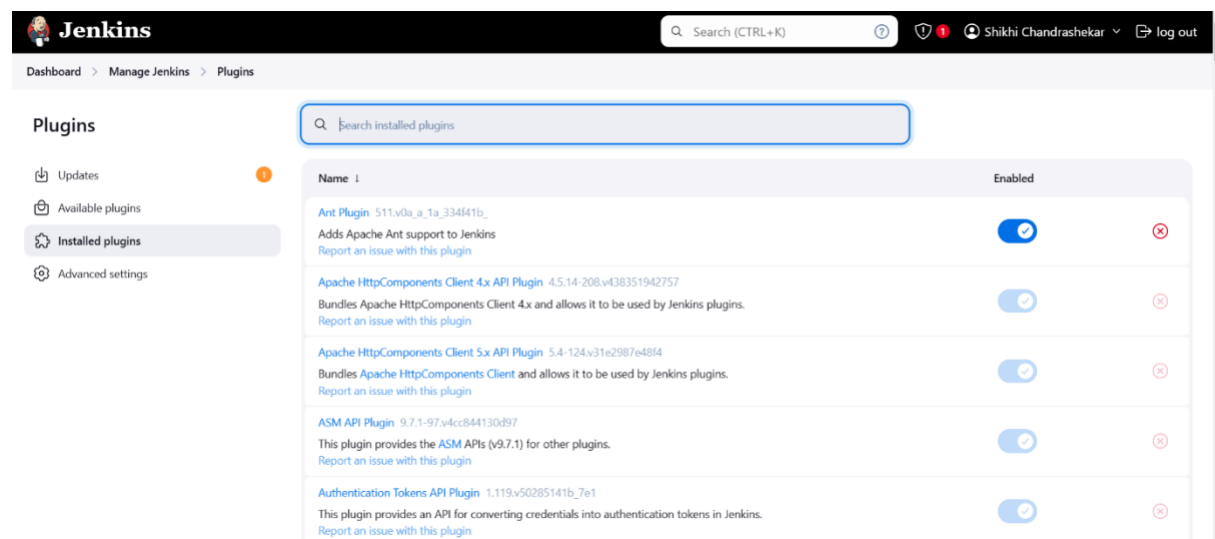 Jenkins
Search (CTRL+K)
1
Shikhi Chandrashekar
log out
Dashboard > Manage Jenkins > Plugins
Plugins
Updates 1
Available plugins
Installed plugins
Advanced settings
Search installed plugins
Name ↓ Enabled
Ant Plugin 511.v0a_a_1a_334f41b_
Adds Apache Ant support to Jenkins
Report an issue with this plugin
Apache HttpComponents Client 4.x API Plugin 4.5.14-208.v438351942757
Bundles Apache HttpComponents Client 4.x and allows it to be used by Jenkins plugins.
Report an issue with this plugin
Apache HttpComponents Client 5.x API Plugin 5.4-124.v31e2987e48f4
Bundles Apache HttpComponents Client and allows it to be used by Jenkins plugins.
Report an issue with this plugin
ASM API Plugin 9.7.1-97.v4cc844130d97
This plugin provides the ASM APIs (v9.7.1) for other plugins.
Report an issue with this plugin
Authentication Tokens API Plugin 1.119.v50285141b_7e1
This plugin provides an API for converting credentials into authentication tokens in Jenkins.
Report an issue with this plugin